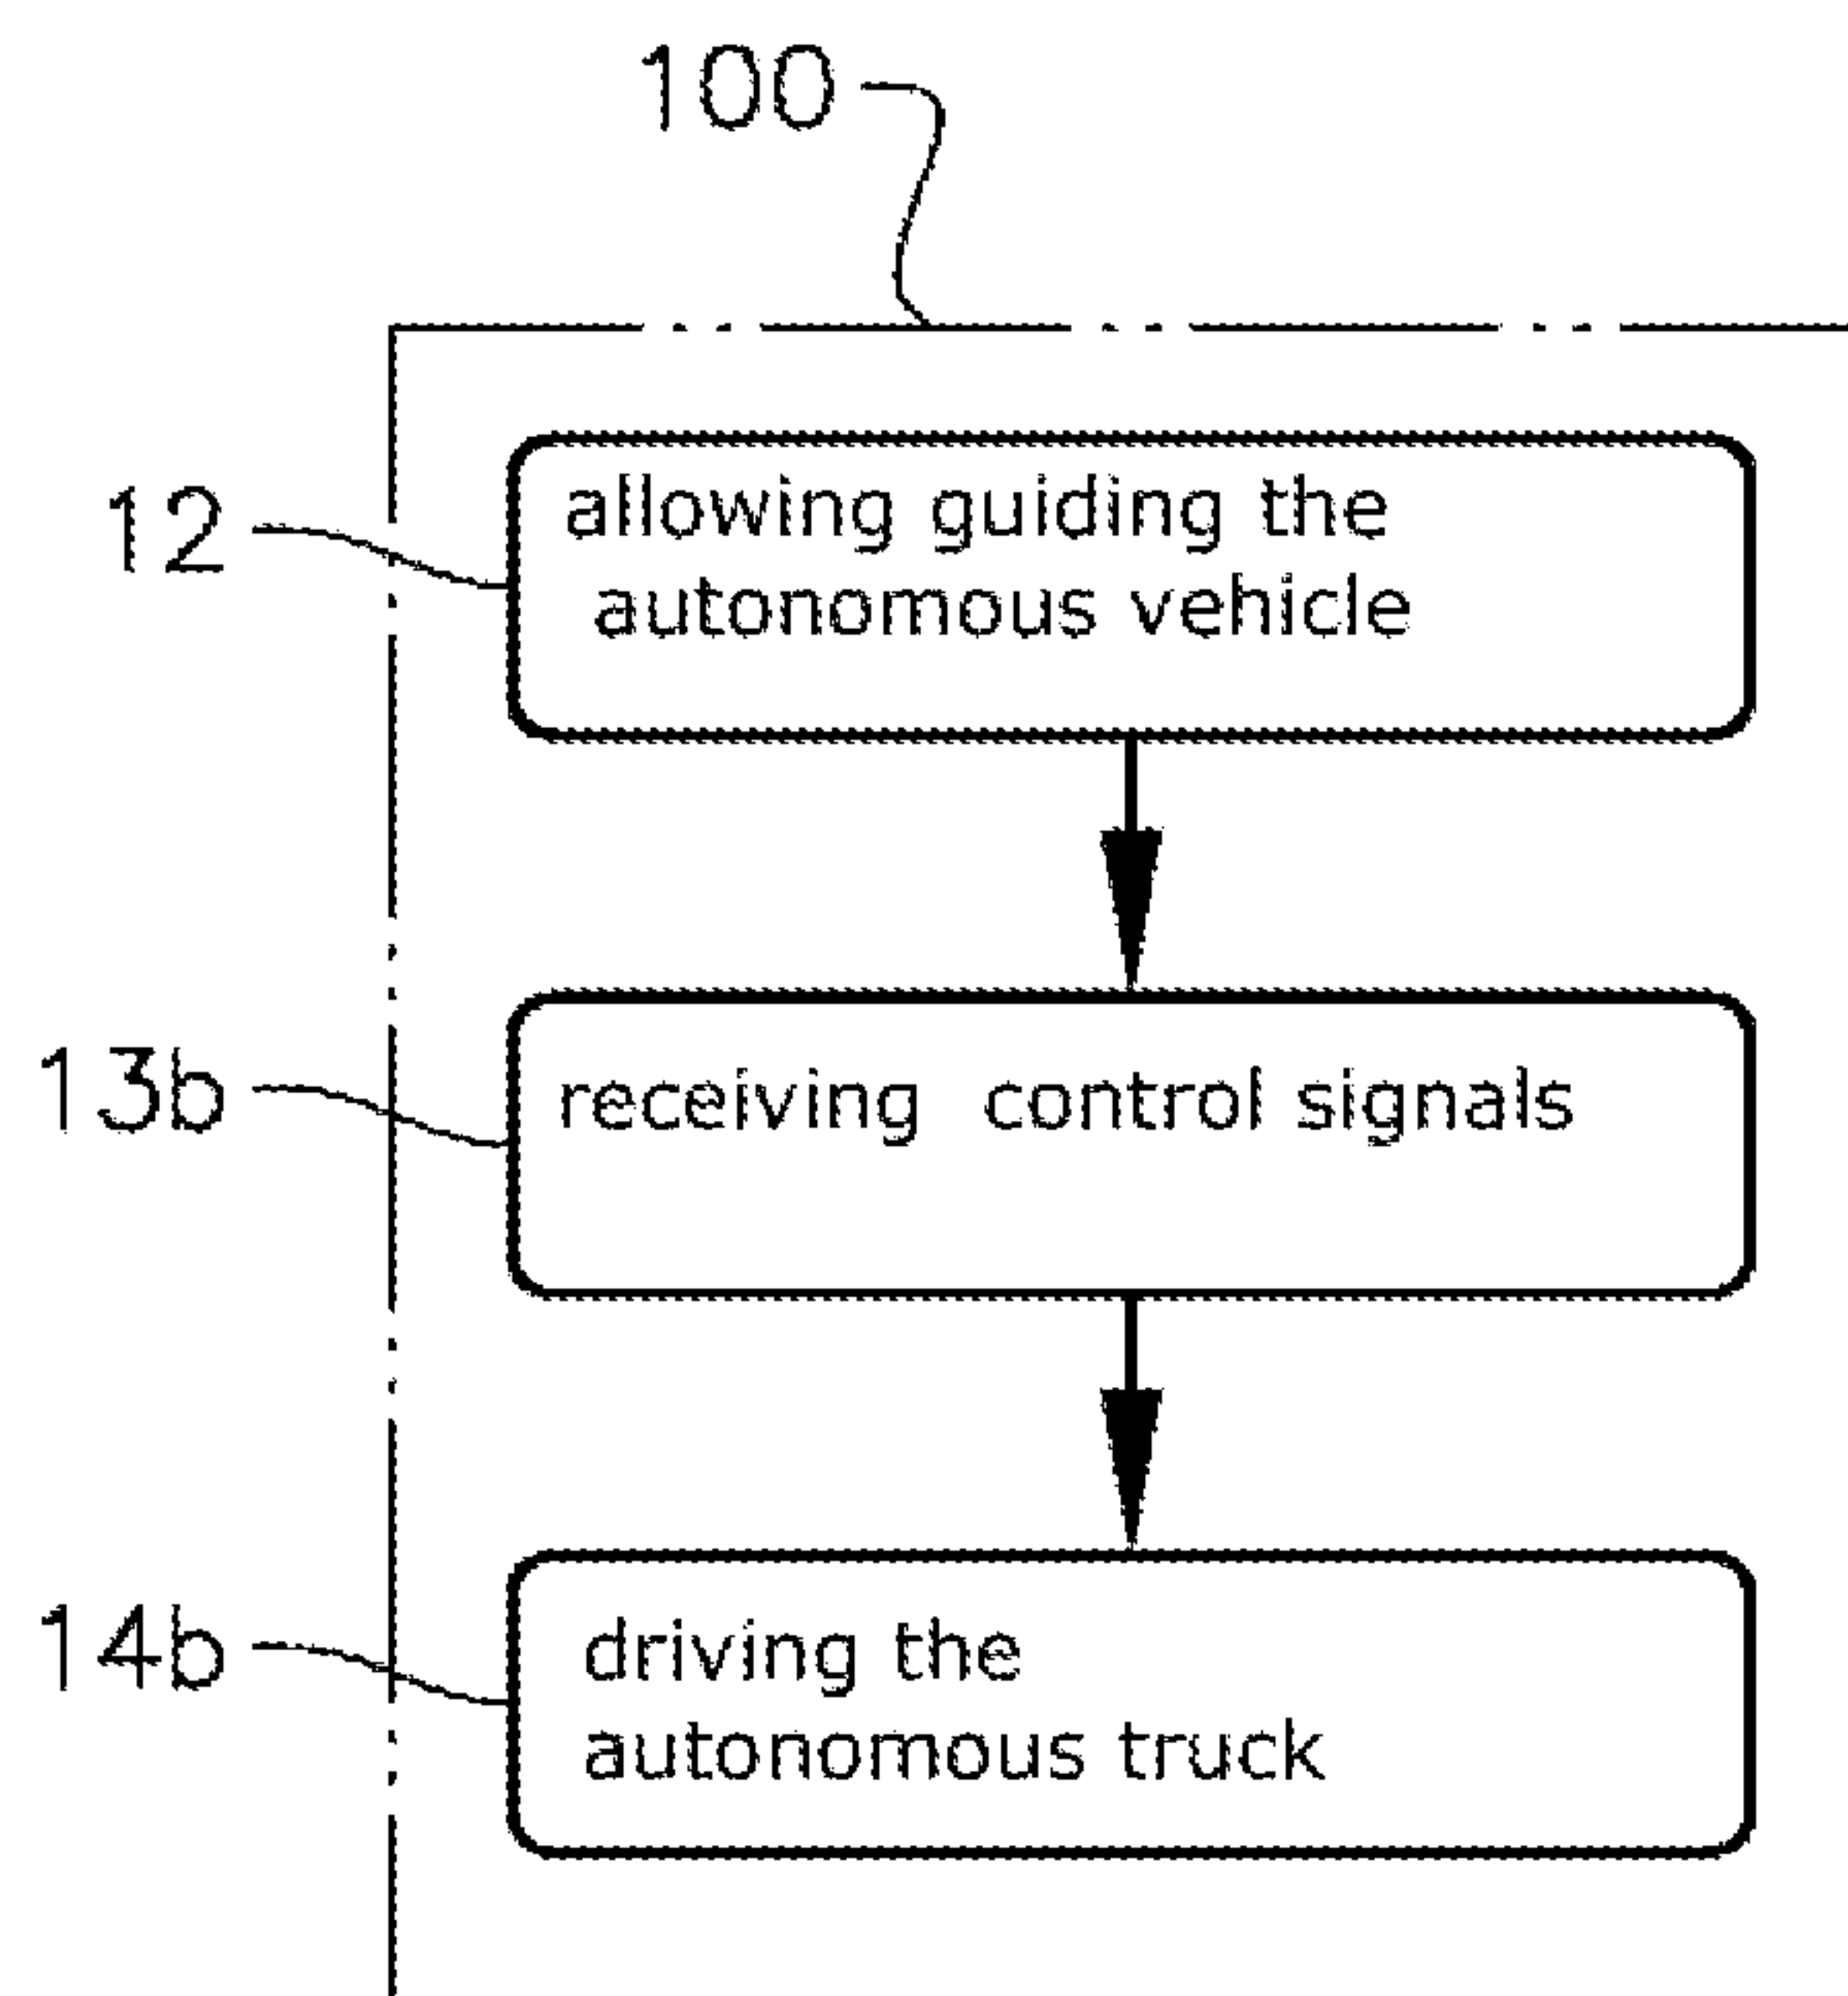 100
12
allowing guiding the
autonomous vehicle
13b
receiving control signals
14b
driving the
autonomous truck